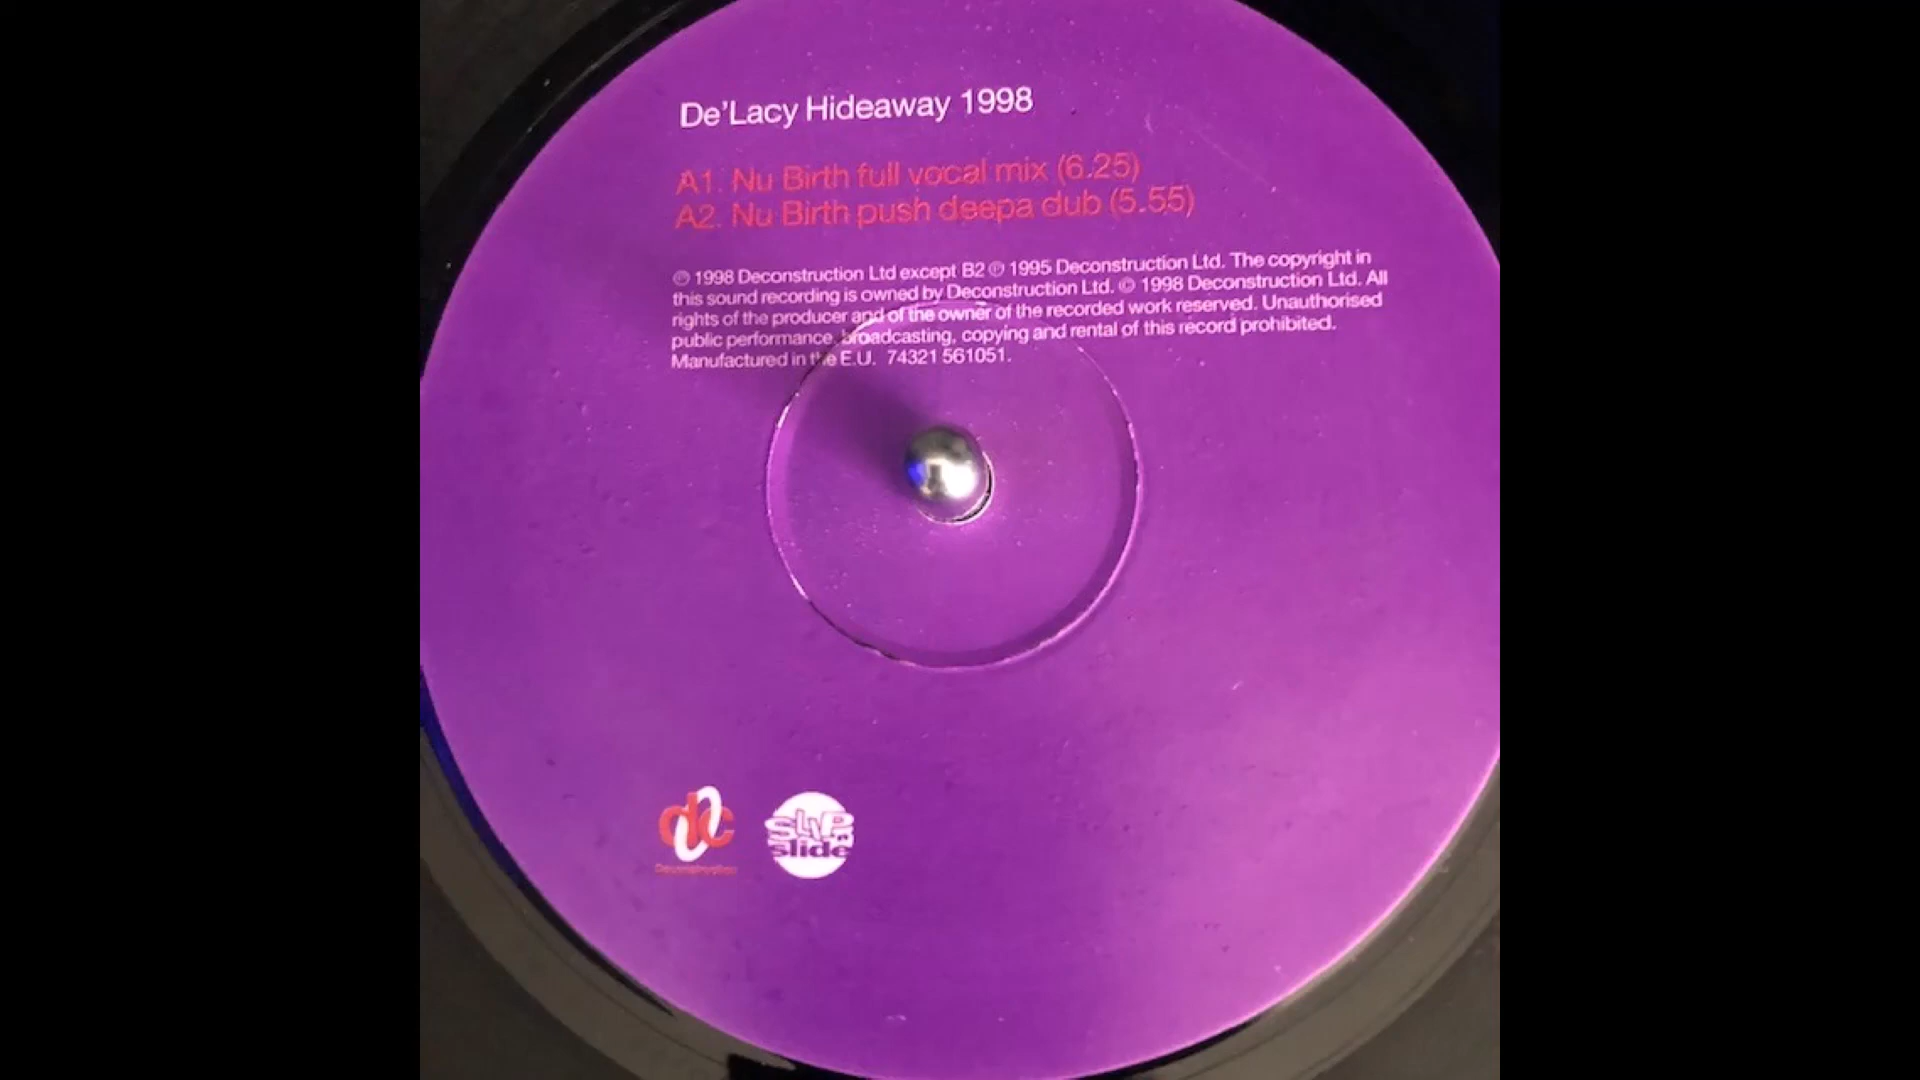 De'Lacy Hideaway 1998
A1. Nu Birth full vocal mix (6.25)
A2. Nu Birth push deepa dub (5.55)
℗ 1998 Deconstruction Ltd except B2 ℗ 1995 Deconstruction Ltd. The copyright in
this sound recording is owned by Deconstruction Ltd. © 1998 Deconstruction Ltd. All
rights of the producer and of the owner of the recorded work reserved. Unauthorised
public performance, broadcasting, copying and rental of this record prohibited.
Manufactured in the E.U. 74321 561051.
dc
Deconstruction
SLIP n
slide